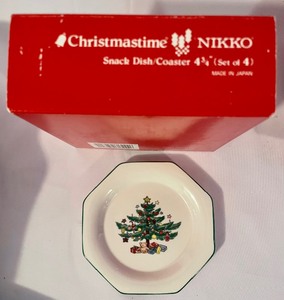 Christmastime NIKKO
Snack Dish/Coaster 4¾" (Set of 4)
MADE IN JAPAN